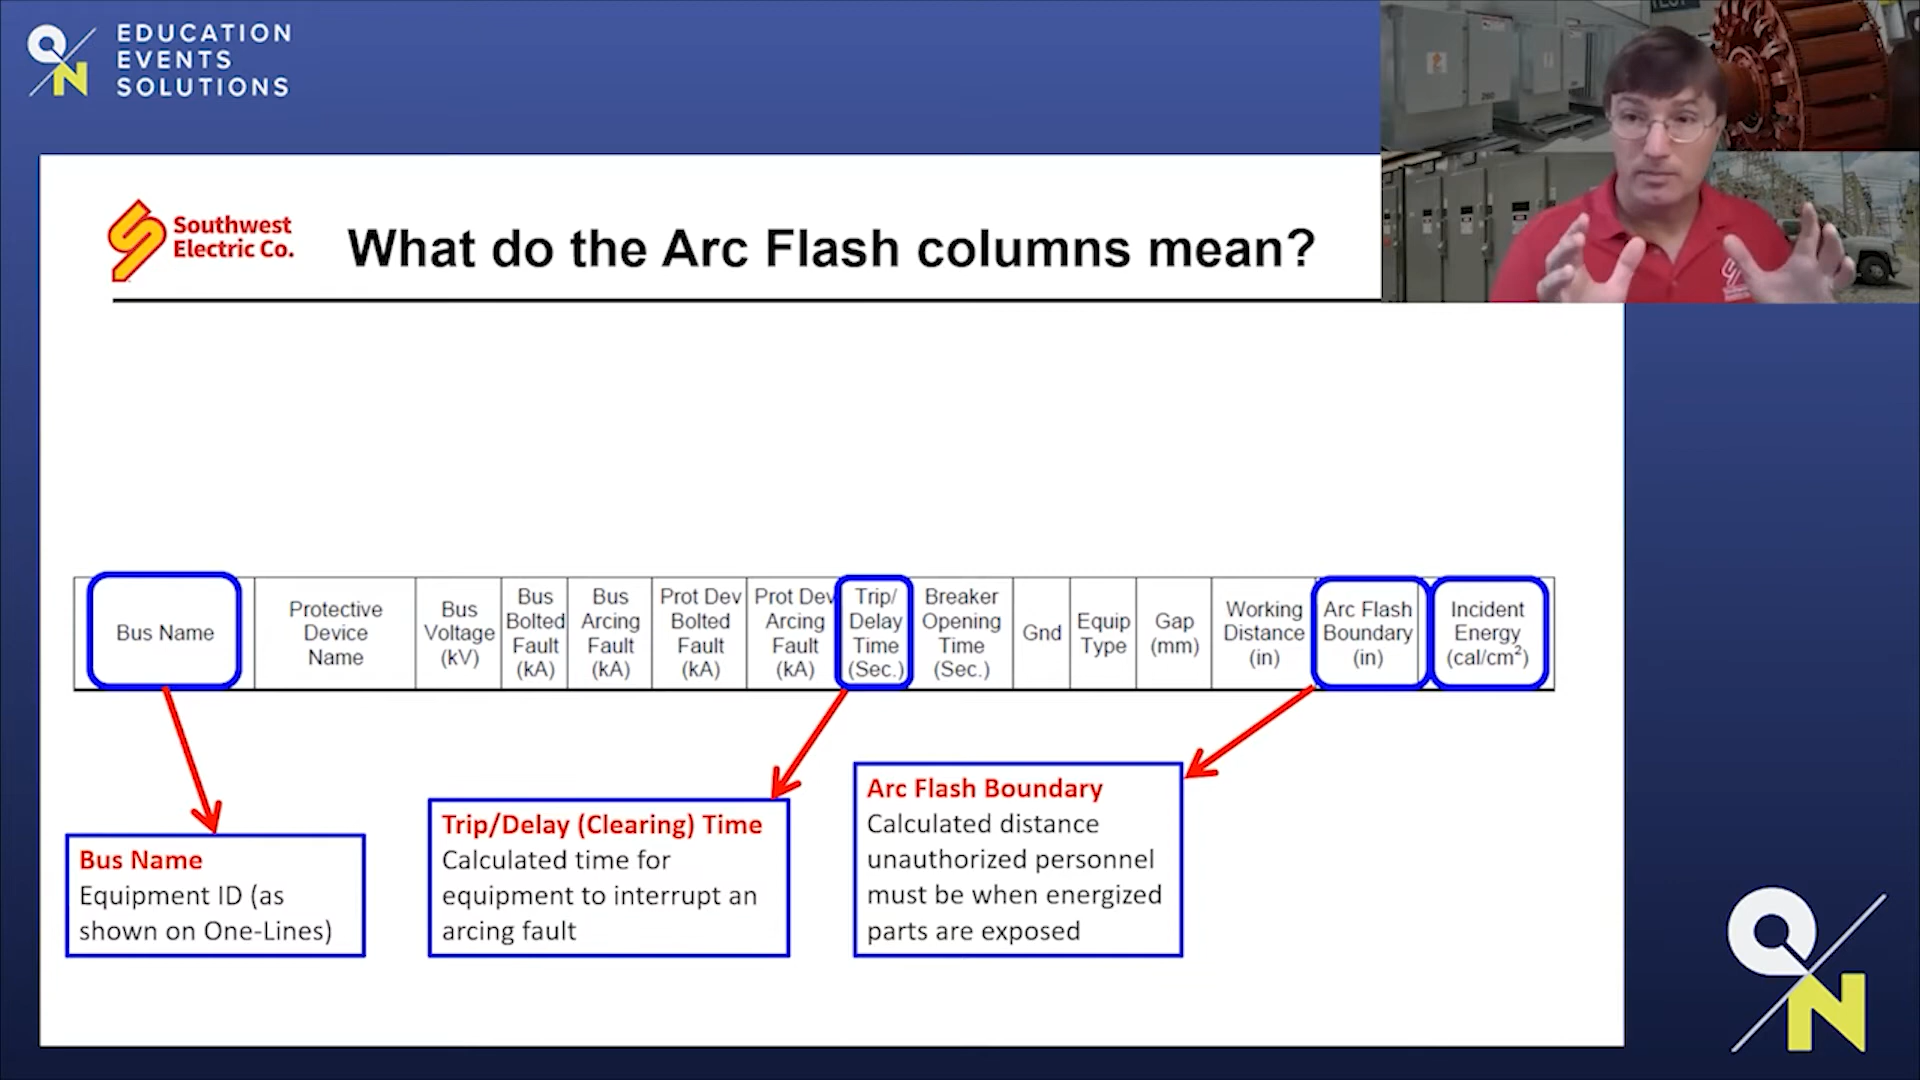 EDUCATION
EVENTS
SOLUTIONS
Southwest
Electric Co.
What do the Arc Flash columns mean?
Bus Name
Protective
Device
Name
Bus
Voltage
(kV)
Bus
Bolted
Fault
(kA)
Bus
Arcing
Fault
(kA)
Prot Dev
Bolted
Fault
(kA)
Prot Dev
Arcing
Fault
(kA)
Trip/
Delay
Time
(Sec.)
Breaker
Opening
Time
(Sec.)
Gnd
Equip
Type
Gap
(mm)
Working
Distance
(in)
Arc Flash
Boundary
(in)
Incident
Energy
(cal/cm²)
Bus Name
Equipment ID (as
shown on One-Lines)
Trip/Delay (Clearing) Time
Calculated time for
equipment to interrupt an
arcing fault
Arc Flash Boundary
Calculated distance
unauthorized personnel
must be when energized
parts are exposed